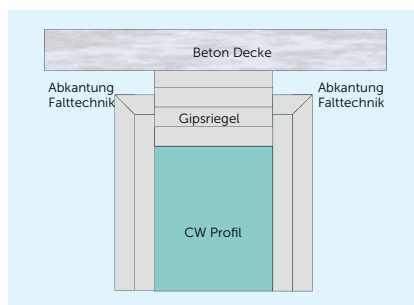 Beton Decke
Abkantung
Falttechnik
Abkantung
Falttechnik
Gipsriegel
CW Profil